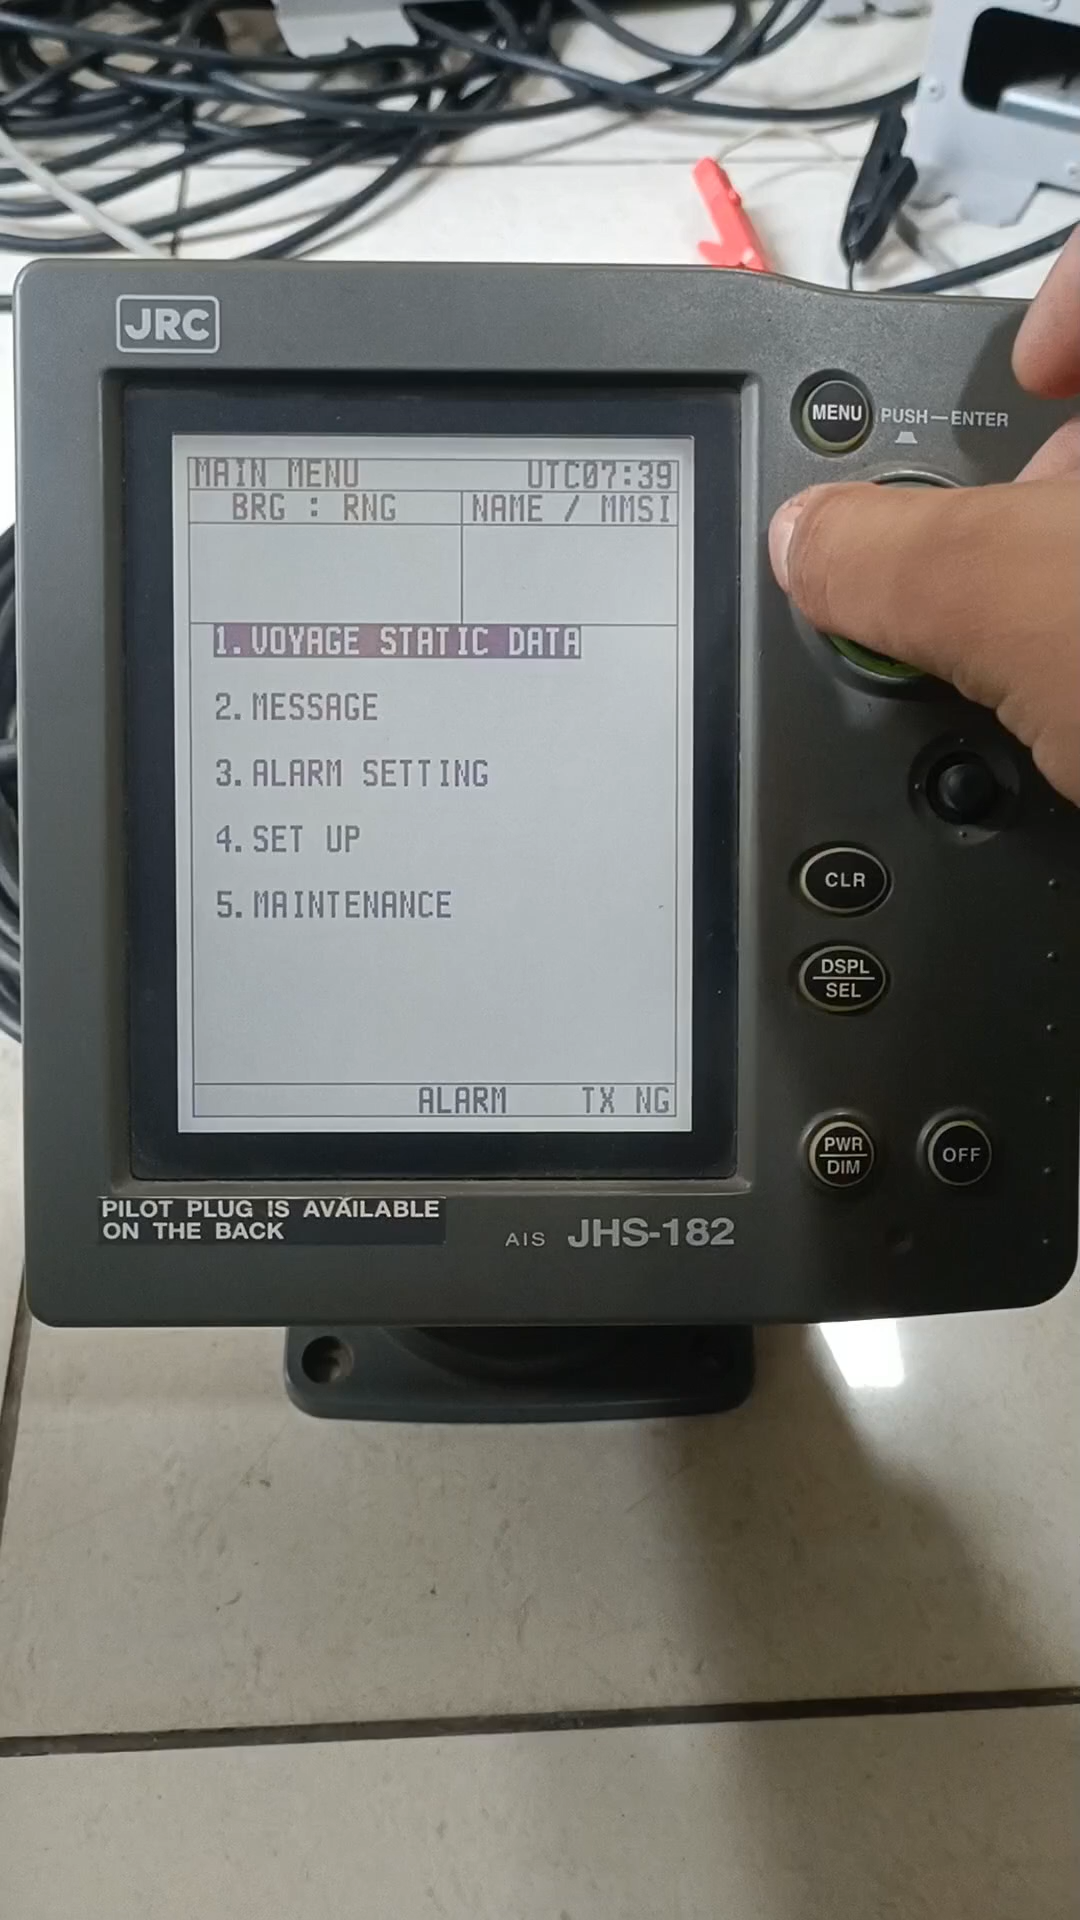 JRC
MENU
PUSH—ENTER
MAIN MENU UTC07:39
BRG : RNG NAME / MMSI
1.VOYAGE STATIC DATA
2.MESSAGE
3.ALARM SETTING
4.SET UP
5.MAINTENANCE
CLR
DSPL
SEL
ALARM TX NG
PWR
DIM
OFF
PILOT PLUG IS AVAILABLE
ON THE BACK
AIS JHS-182